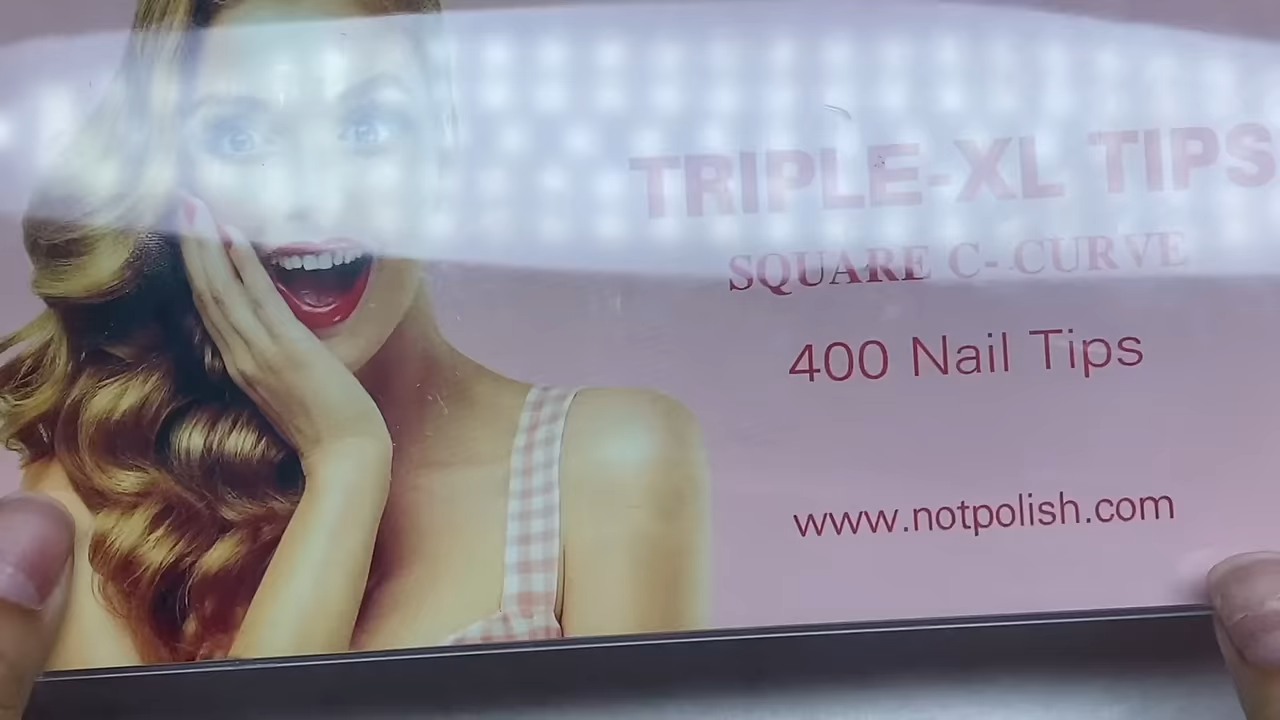 TRIPLE-XL TIPS
SQUARE C- CURVE
400 Nail Tips
www.notpolish.com